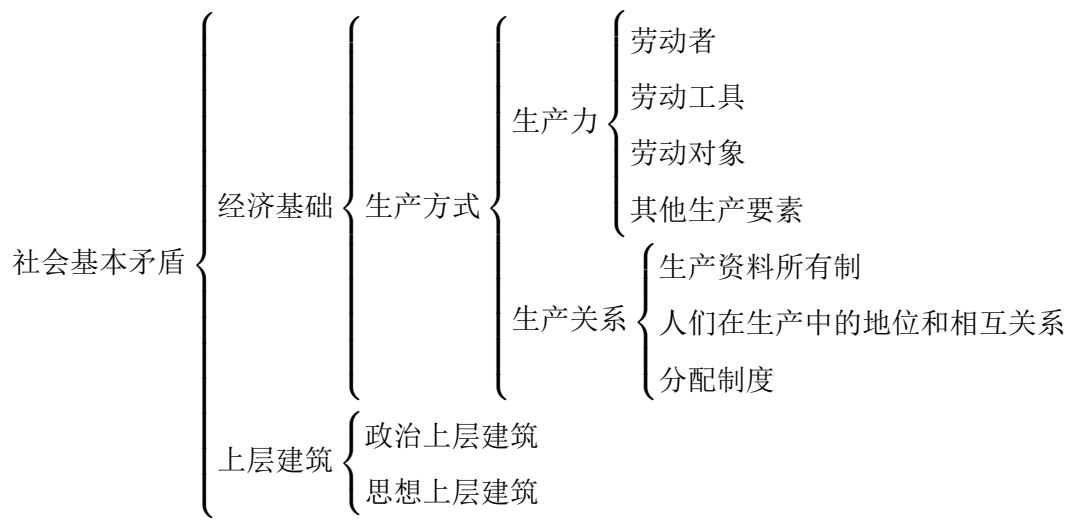 社会基本矛盾
经济基础
生产方式
生产力
劳动者
劳动工具
劳动对象
其他生产要素
生产关系
生产资料所有制
人们在生产中的地位和相互关系
分配制度
上层建筑
政治上层建筑
思想上层建筑